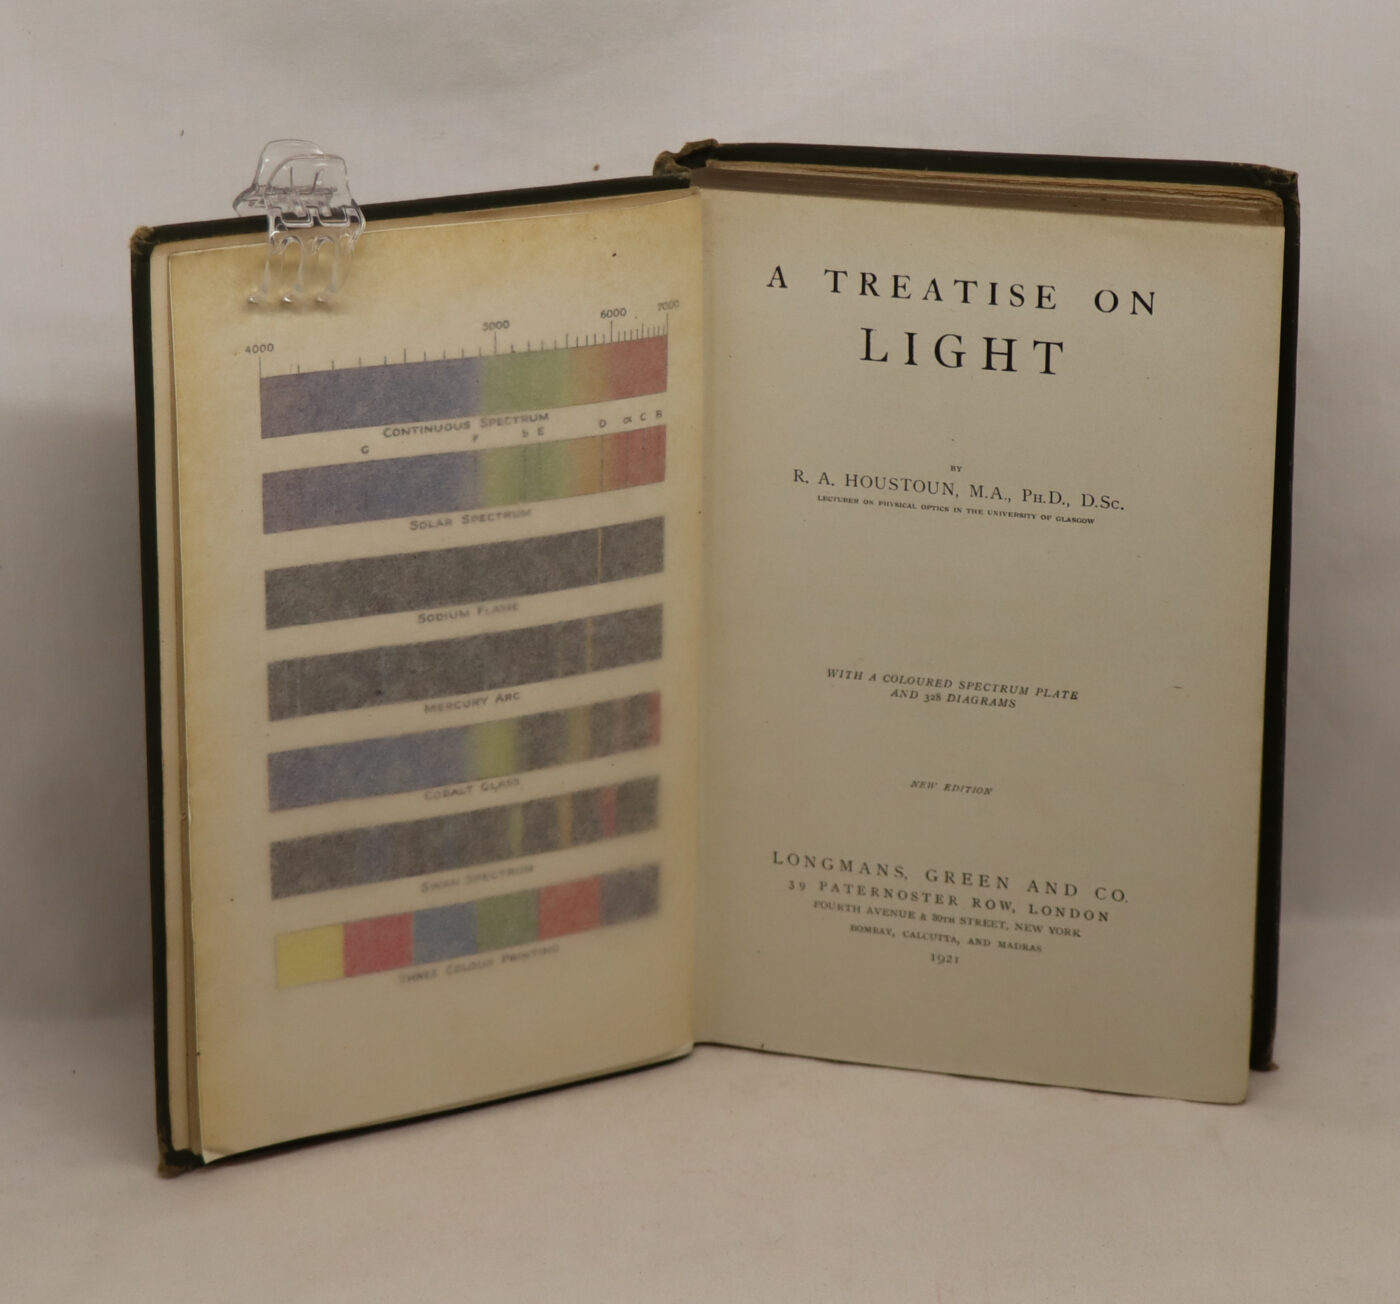 4000 5000 6000 7000
CONTINUOUS SPECTRUM
G F b E D α C B
SOLAR SPECTRUM
SODIUM FLAME
MERCURY ARC
COBALT GLASS
SWAN SPECTRUM
THREE COLOUR PRINTING
A TREATISE ON
LIGHT
BY
R. A. HOUSTOUN, M.A., PH.D., D.SC.
LECTURER ON PHYSICAL OPTICS IN THE UNIVERSITY OF GLASGOW
WITH A COLOURED SPECTRUM PLATE
AND 328 DIAGRAMS
NEW EDITION
LONGMANS, GREEN AND CO.
39 PATERNOSTER ROW, LONDON
FOURTH AVENUE & 30TH STREET, NEW YORK
BOMBAY, CALCUTTA, AND MADRAS
1921